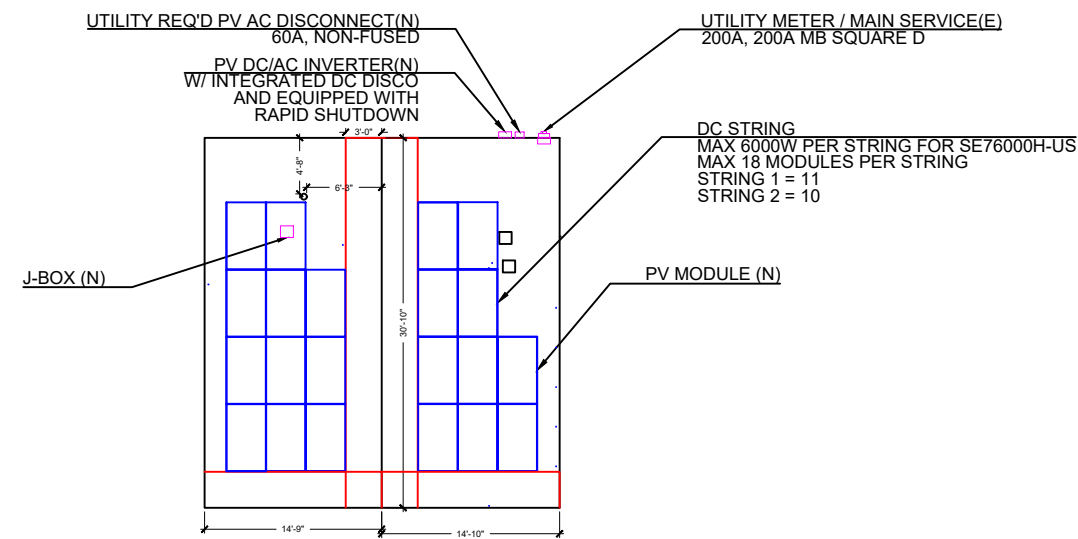 UTILITY REQ'D PV AC DISCONNECT(N)
60A, NON-FUSED
PV DC/AC INVERTER(N)
W/ INTEGRATED DC DISCO
AND EQUIPPED WITH
RAPID SHUTDOWN
UTILITY METER / MAIN SERVICE(E)
200A, 200A MB SQUARE D
DC STRING
MAX 6000W PER STRING FOR SE76000H-US
MAX 18 MODULES PER STRING
STRING 1 = 11
STRING 2 = 10
3'-0"
4'-8"
6'-3"
J-BOX (N)
PV MODULE (N)
30'-10"
14'-9"
14'-10"